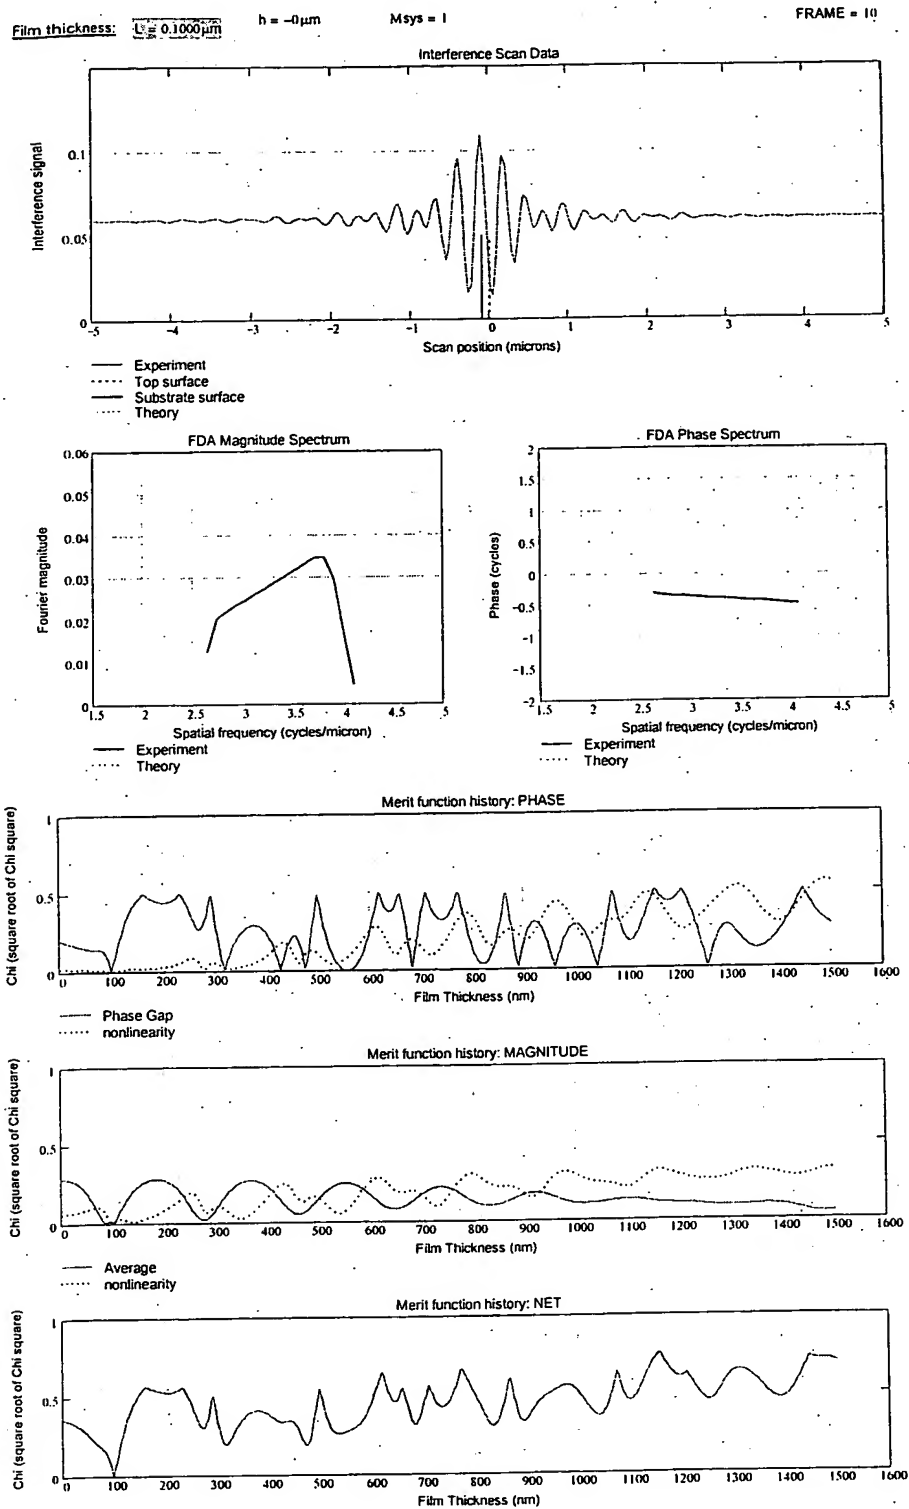 Film thickness: L = 0.1000μm h = −0μm Msys = 1 FRAME = 10
Interference Scan Data
Interference signal
0.1
0.05
0
−5 −4 −3 −2 −1 0 1 2 3 4 5
Scan position (microns)
Experiment
Top surface
Substrate surface
Theory
FDA Magnitude Spectrum
Fourier magnitude
0.06
0.05
0.04
0.03
0.02
0.01
0
1.5 2 2.5 3 3.5 4 4.5 5
Spatial frequency (cycles/micron)
Experiment
Theory
FDA Phase Spectrum
Phase (cycles)
2
1.5
1
0.5
0
−0.5
−1
−1.5
−2
1.5 2 2.5 3 3.5 4 4.5 5
Spatial frequency (cycles/micron)
Experiment
Theory
Merit function history: PHASE
Chi (square root of Chi square)
1
0.5
0
0 100 200 300 400 500 600 700 800 900 1000 1100 1200 1300 1400 1500 1600
Film Thickness (nm)
Phase Gap
nonlinearity
Merit function history: MAGNITUDE
Chi (square root of Chi square)
1
0.5
0
0 100 200 300 400 500 600 700 800 900 1000 1100 1200 1300 1400 1500 1600
Film Thickness (nm)
Average
nonlinearity
Merit function history: NET
Chi (square root of Chi square)
1
0.5
0
0 100 200 300 400 500 600 700 800 900 1000 1100 1200 1300 1400 1500 1600
Film Thickness (nm)